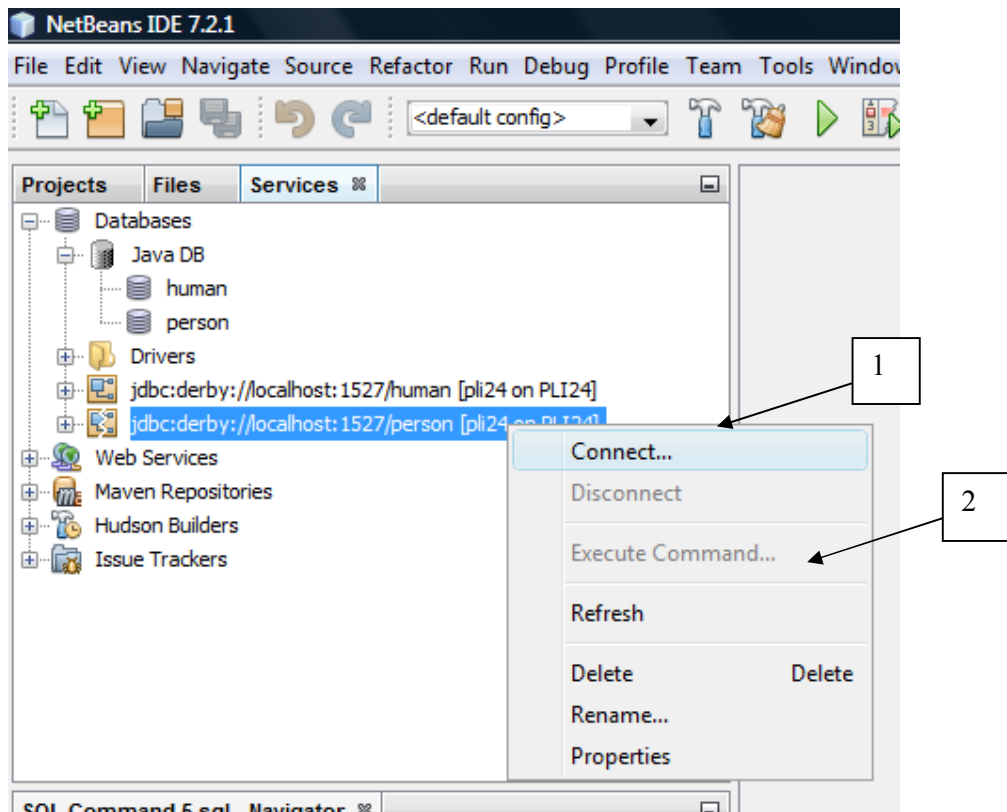 NetBeans IDE 7.2.1
File Edit View Navigate Source Refactor Run Debug Profile Team Tools Window
<default config>
Projects Files Services
Databases
Java DB
human
person
Drivers
jdbc:derby://localhost:1527/human [pli24 on PLI24]
jdbc:derby://localhost:1527/person [pli24 on PLI24]
Web Services
Maven Repositories
Hudson Builders
Issue Trackers
1
Connect...
Disconnect
2
Execute Command...
Refresh
Delete Delete
Rename...
Properties
SQL Command 5.sql - Navigator